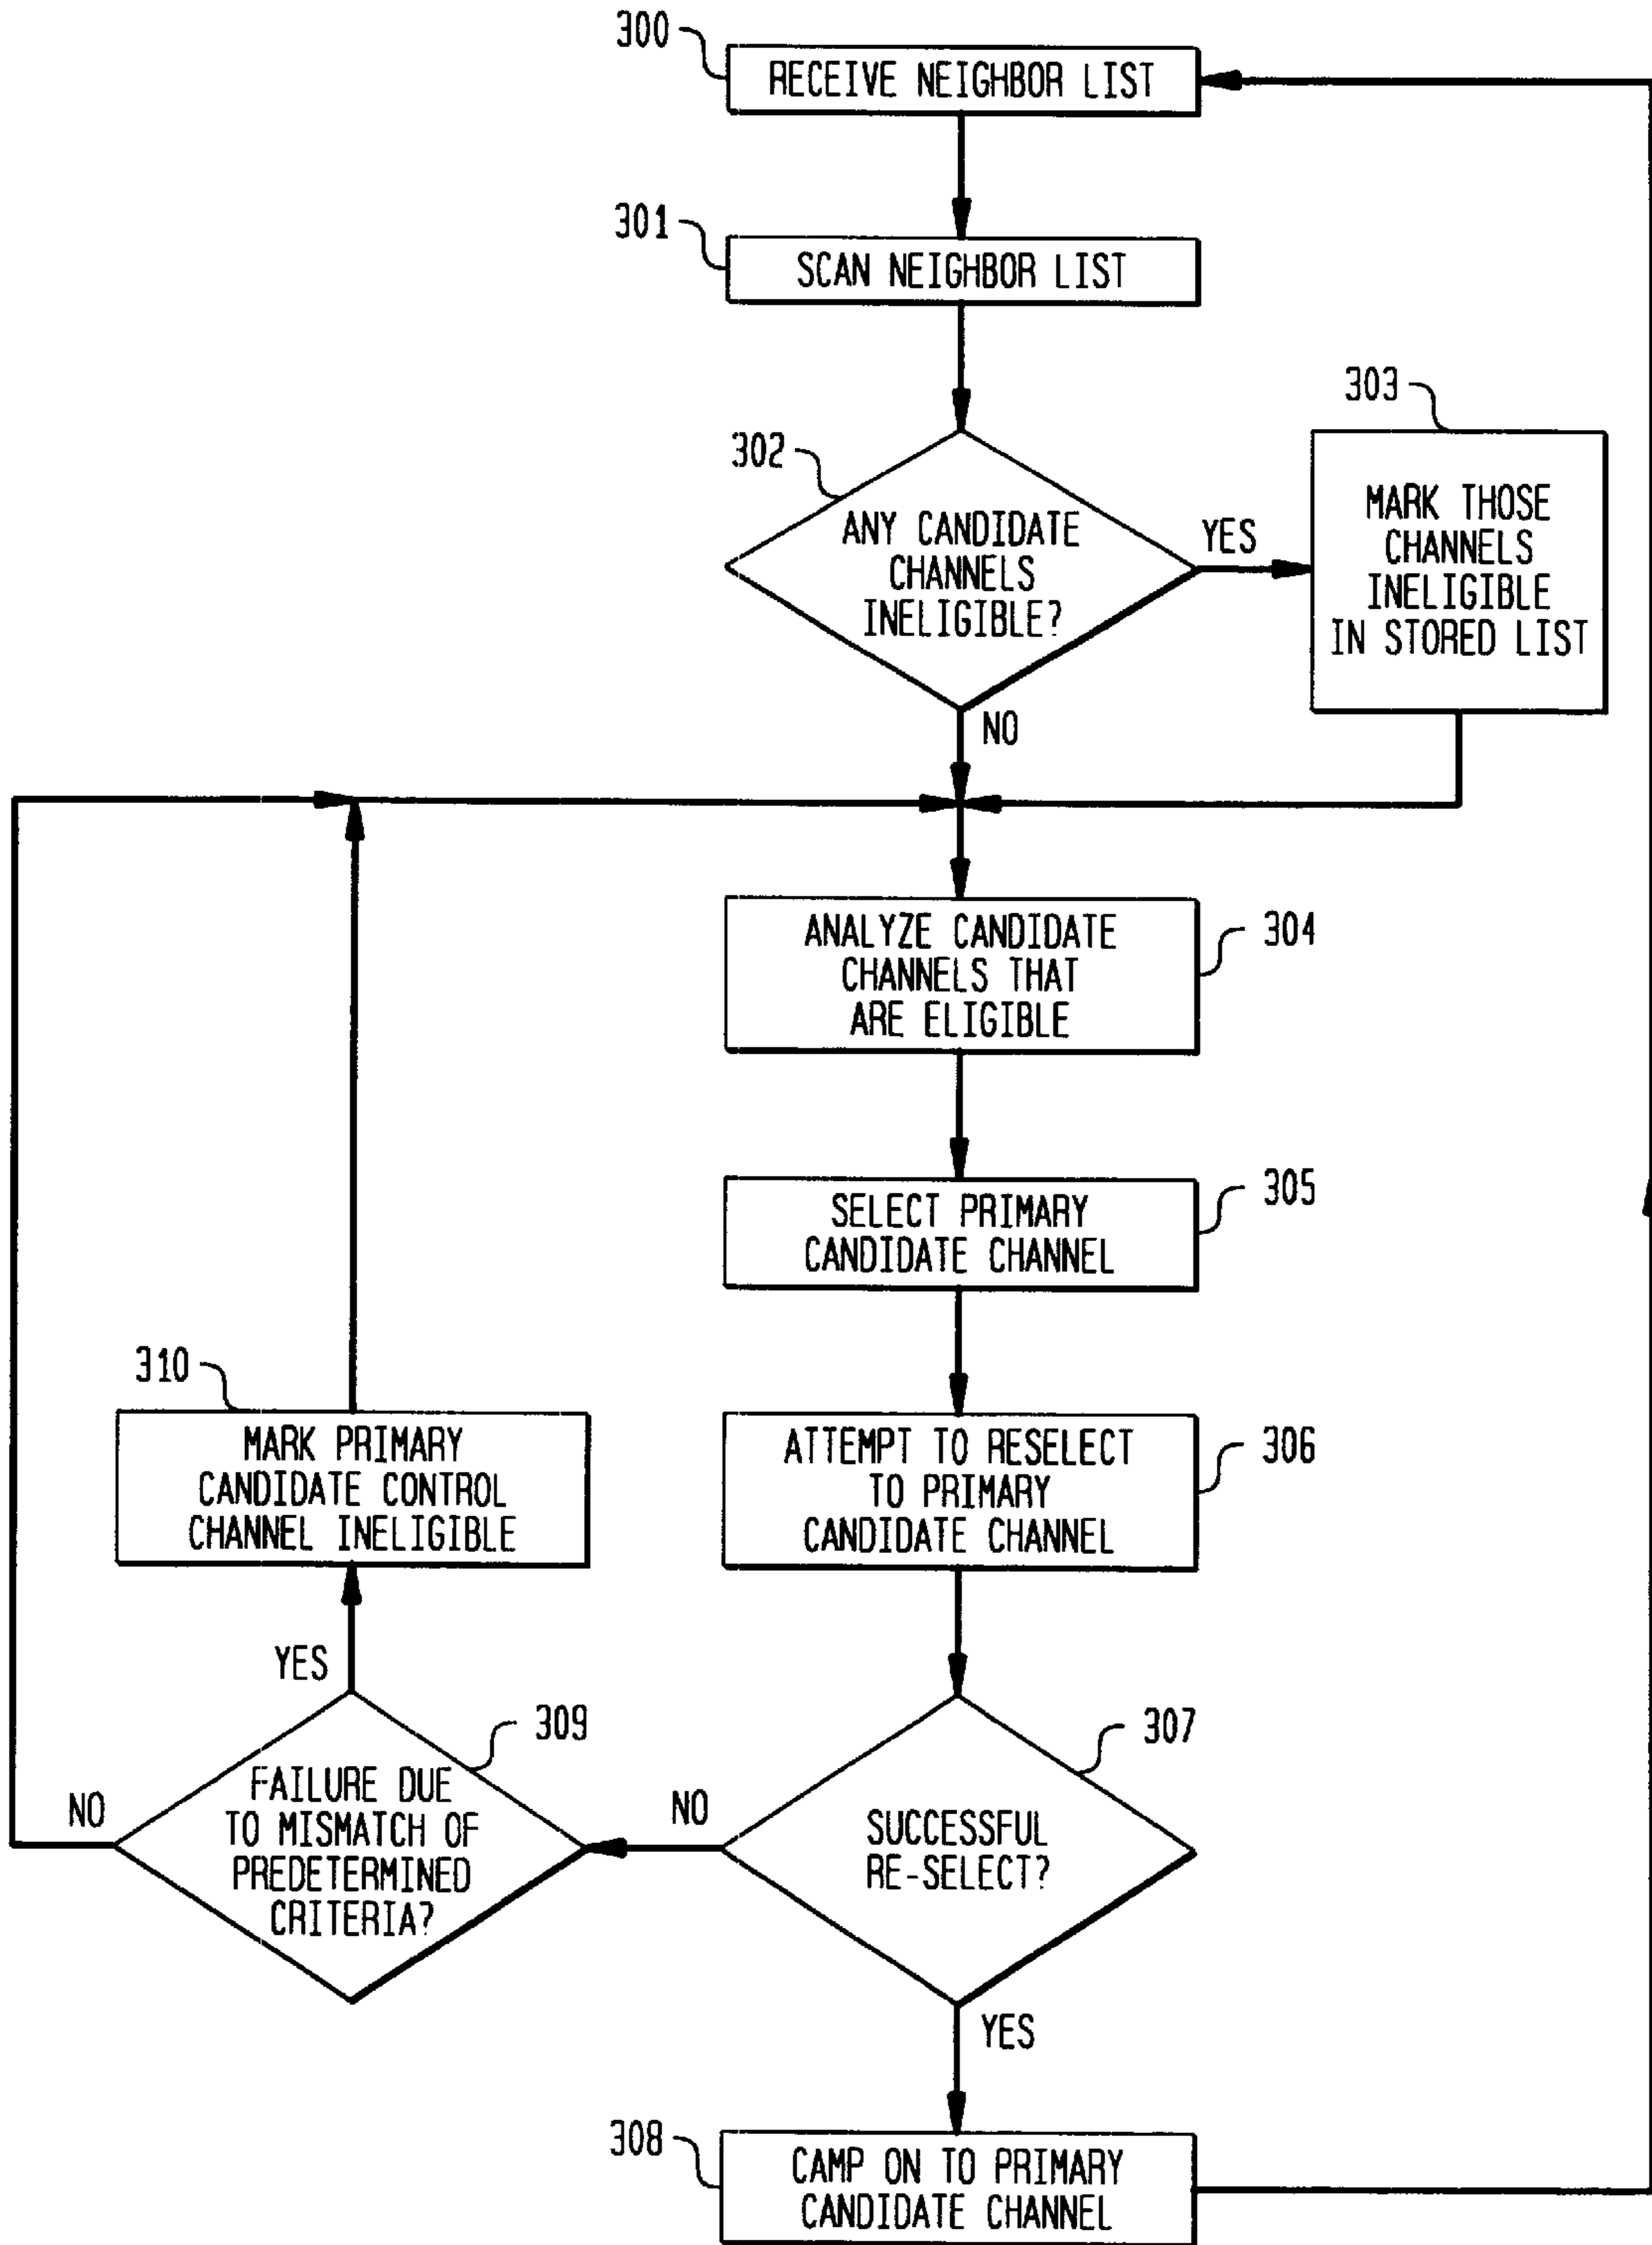 300
RECEIVE NEIGHBOR LIST
301
SCAN NEIGHBOR LIST
302
ANY CANDIDATE
CHANNELS
INELIGIBLE?
YES
303
MARK THOSE
CHANNELS
INELIGIBLE
IN STORED LIST
NO
304
ANALYZE CANDIDATE
CHANNELS THAT
ARE ELIGIBLE
305
SELECT PRIMARY
CANDIDATE CHANNEL
306
ATTEMPT TO RESELECT
TO PRIMARY
CANDIDATE CHANNEL
310
MARK PRIMARY
CANDIDATE CONTROL
CHANNEL INELIGIBLE
YES
309
FAILURE DUE
TO MISMATCH OF
PREDETERMINED
CRITERIA?
NO
NO
307
SUCCESSFUL
RE-SELECT?
YES
308
CAMP ON TO PRIMARY
CANDIDATE CHANNEL